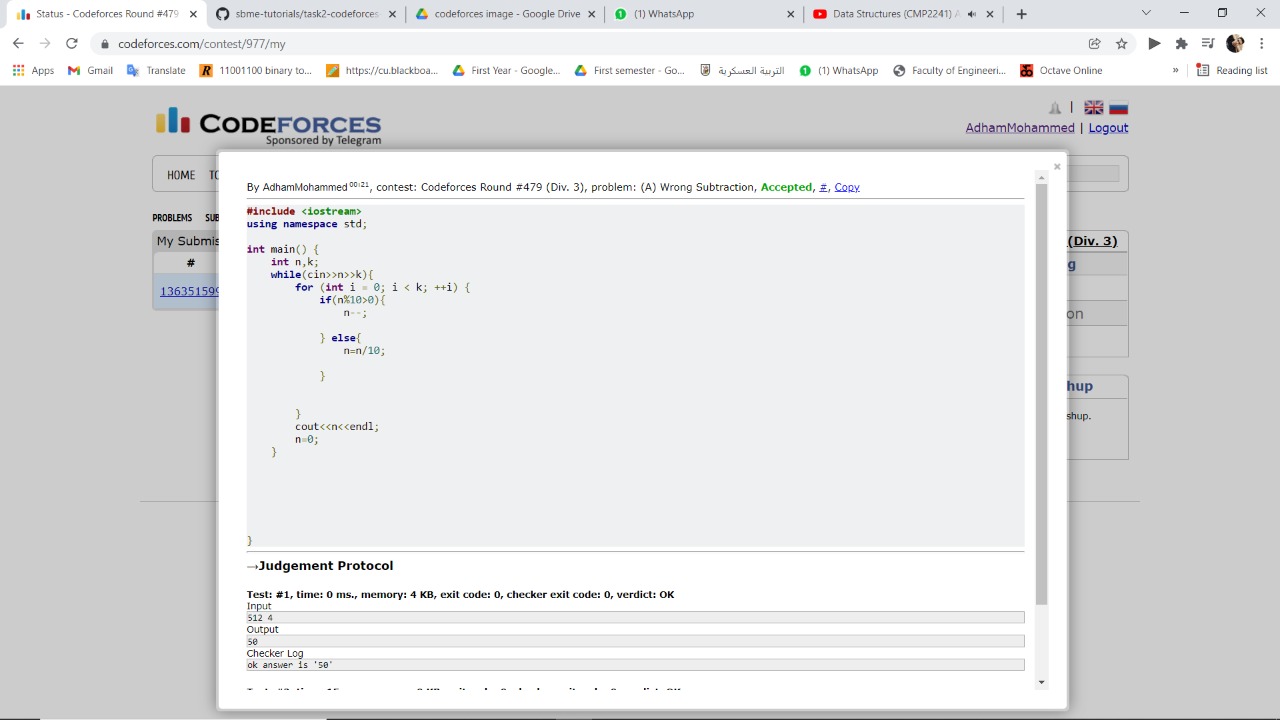 Status - Codeforces Round #479
sbme-tutorials/task2-codeforces
codeforcess image - Google Drive
(1) WhatsApp
Data Structures (CMP2241) A
codeforces.com/contest/977/my
Apps
Gmail
Translate
11001100 binary to...
https://cu.blackboa...
First Year - Google...
First semester - Go...
التربية العسكرية
(1) WhatsApp
Faculty of Engineeri...
Octave Online
»
Reading list
CODEFORCES
Sponsored by Telegram
AdhamMohammed | Logout
HOME TO
PROBLEMS SUB
My Submis
#
136351599
(Div. 3)
g
on
hup
shup.
By AdhamMohammed 00:21, contest: Codeforces Round #479 (Div. 3), problem: (A) Wrong Subtraction, Accepted, #, Copy
#include <iostream>
using namespace std;
int main() {
    int n,k;
    while(cin>>n>>k){
        for (int i = 0; i < k; ++i) {
            if(n%10>0){
                n--;
            } else{
                n=n/10;
            }
        }
        cout<<n<<endl;
        n=0;
    }
}
→Judgement Protocol
Test: #1, time: 0 ms., memory: 4 KB, exit code: 0, checker exit code: 0, verdict: OK
Input
512 4
Output
50
Checker Log
ok answer is '50'